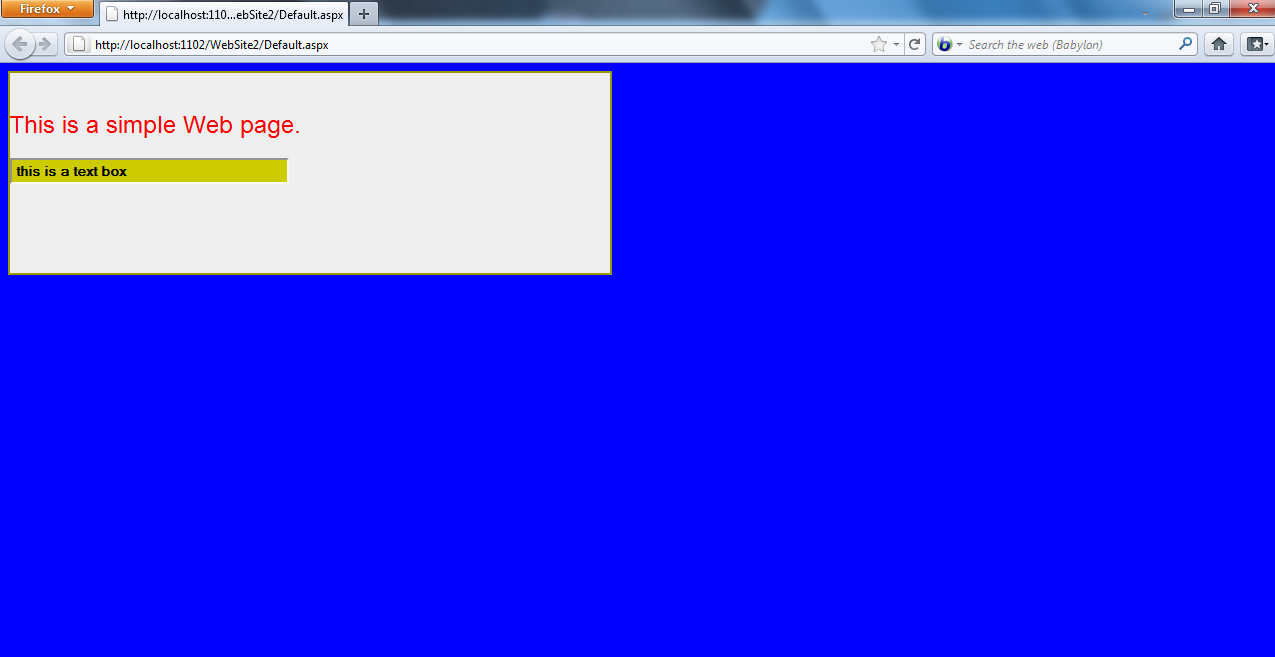 Firefox
http://localhost:110...ebSite2/Default.aspx
http://localhost:1102/WebSite2/Default.aspx
Search the web (Babylon)
This is a simple Web page.
this is a text box